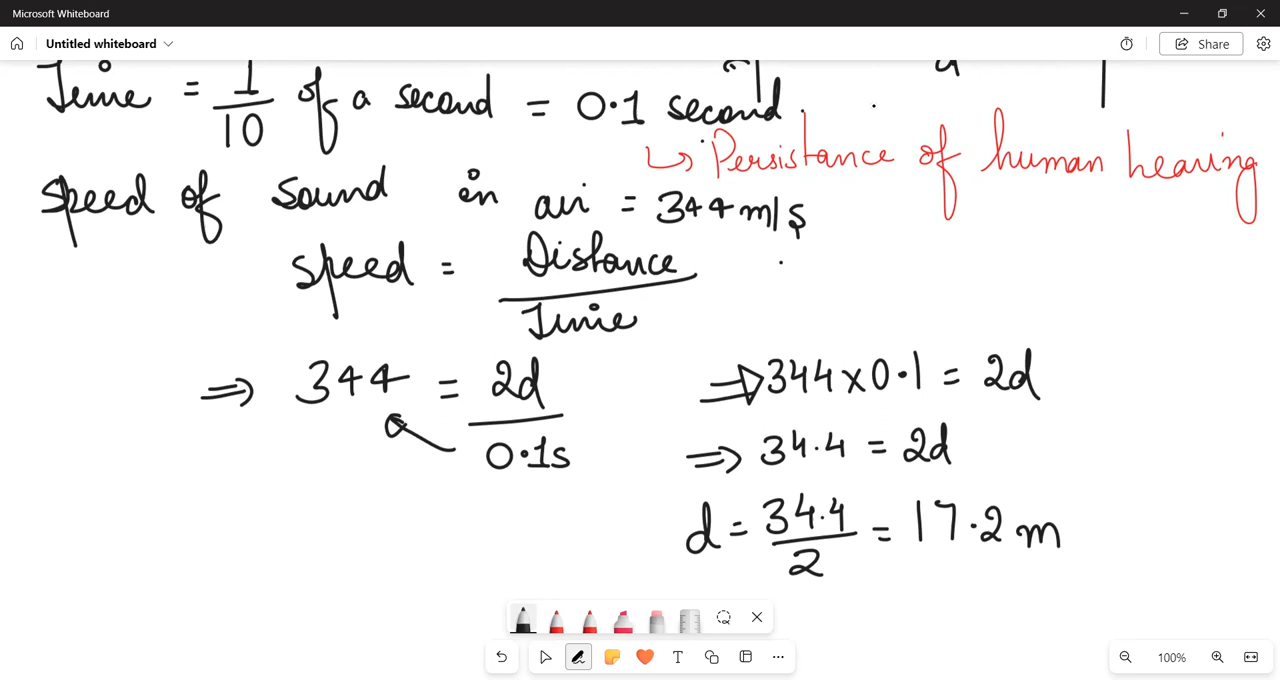 Microsoft Whiteboard
Untitled whiteboard
Share
Time = 1/10 of a second = 0.1 second
↳ Persistance of human hearing
speed of sound in air = 344 m/s
speed = Distance/Time
⇒ 344 = 2d/0.1s
⇒ 344 x 0.1 = 2d
⇒ 34.4 = 2d
d = 34.4/2 = 17.2 m
100%